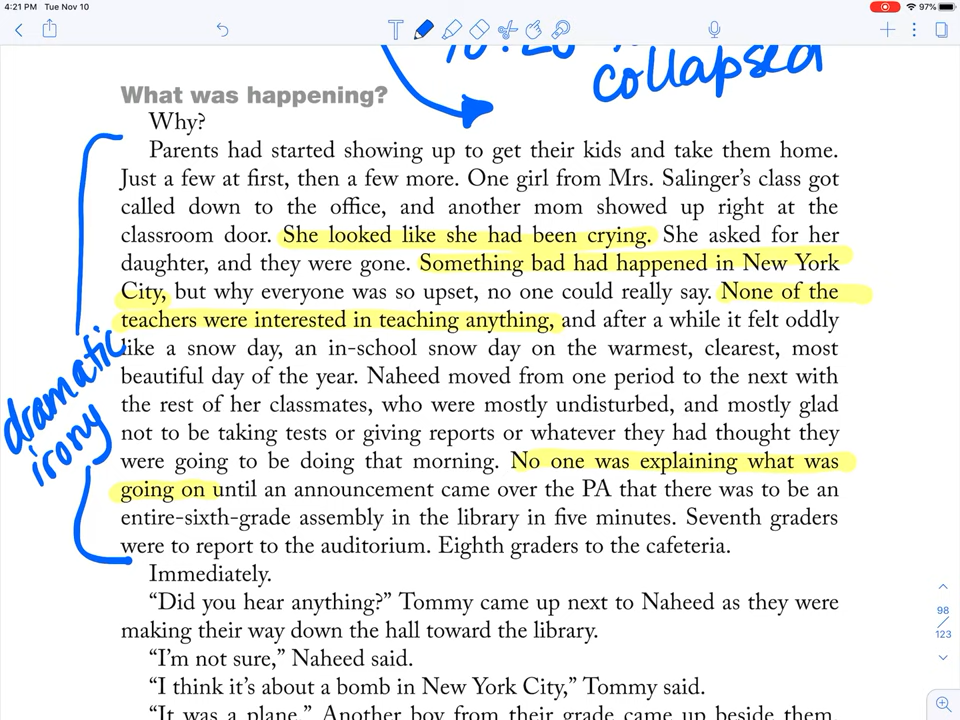 4:21 PM Tue Nov 10
97%
collapsed
What was happening?
Why?
Parents had started showing up to get their kids and take them home.
Just a few at first, then a few more. One girl from Mrs. Salinger’s class got
called down to the office, and another mom showed up right at the
classroom door. She looked like she had been crying. She asked for her
daughter, and they were gone. Something bad had happened in New York
City, but why everyone was so upset, no one could really say. None of the
teachers were interested in teaching anything, and after a while it felt oddly
like a snow day, an in-school snow day on the warmest, clearest, most
beautiful day of the year. Naheed moved from one period to the next with
the rest of her classmates, who were mostly undisturbed, and mostly glad
not to be taking tests or giving reports or whatever they had thought they
were going to be doing that morning. No one was explaining what was
going on until an announcement came over the PA that there was to be an
entire-sixth-grade assembly in the library in five minutes. Seventh graders
were to report to the auditorium. Eighth graders to the cafeteria.
dramatic
irony
Immediately.
“Did you hear anything?” Tommy came up next to Naheed as they were
making their way down the hall toward the library.
“I’m not sure,” Naheed said.
“I think it’s about a bomb in New York City,” Tommy said.
“It was a plane.” Another boy from their grade came up beside them.
98
123